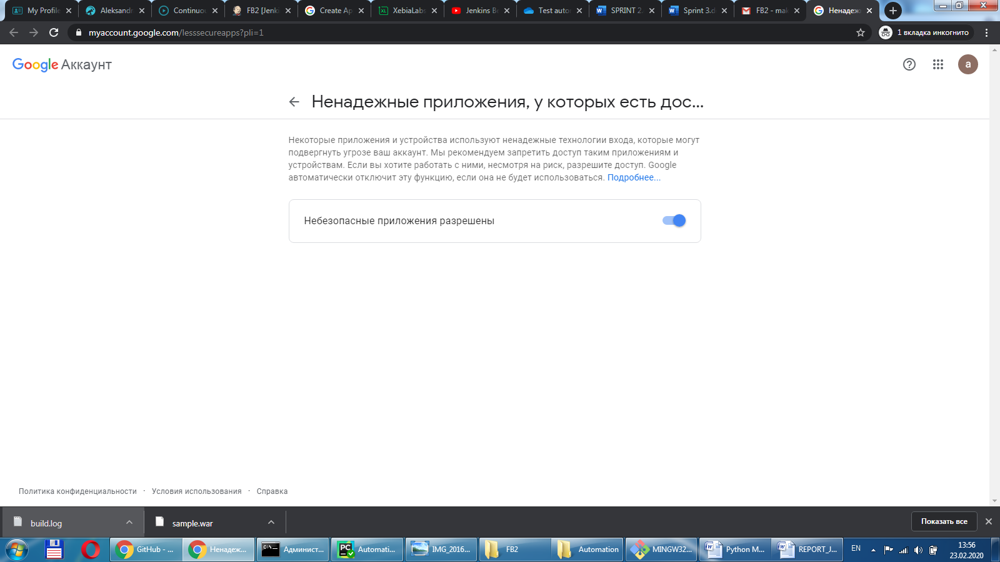 My Profile
Aleksandr
Continuou
FB2 [Jenki
Create Ap
XebiaLabs
Jenkins Be
Test autor
SPRINT 2.
Sprint 3.d
FB2 - mak
Ненадежн
myaccount.google.com/lesssecureapps?pli=1
1 вкладка инкогнито
Google Аккаунт
a
Ненадежные приложения, у которых есть дос...
Некоторые приложения и устройства используют ненадежные технологии входа, которые могут
подвергнуть угрозе ваш аккаунт. Мы рекомендуем запретить доступ таким приложениям и
устройствам. Если вы хотите работать с ними, несмотря на риск, разрешите доступ. Google
автоматически отключит эту функцию, если она не будет использоваться. Подробнее...
Небезопасные приложения разрешены
Политика конфиденциальности · Условия использования · Справка
build.log
sample.war
Показать все
GitHub - ...
Ненадеж...
Админист...
Automati...
IMG_2016...
FB2
Automation
MINGW32...
Python M...
REPORT_J...
EN
13:56
23.02.2020